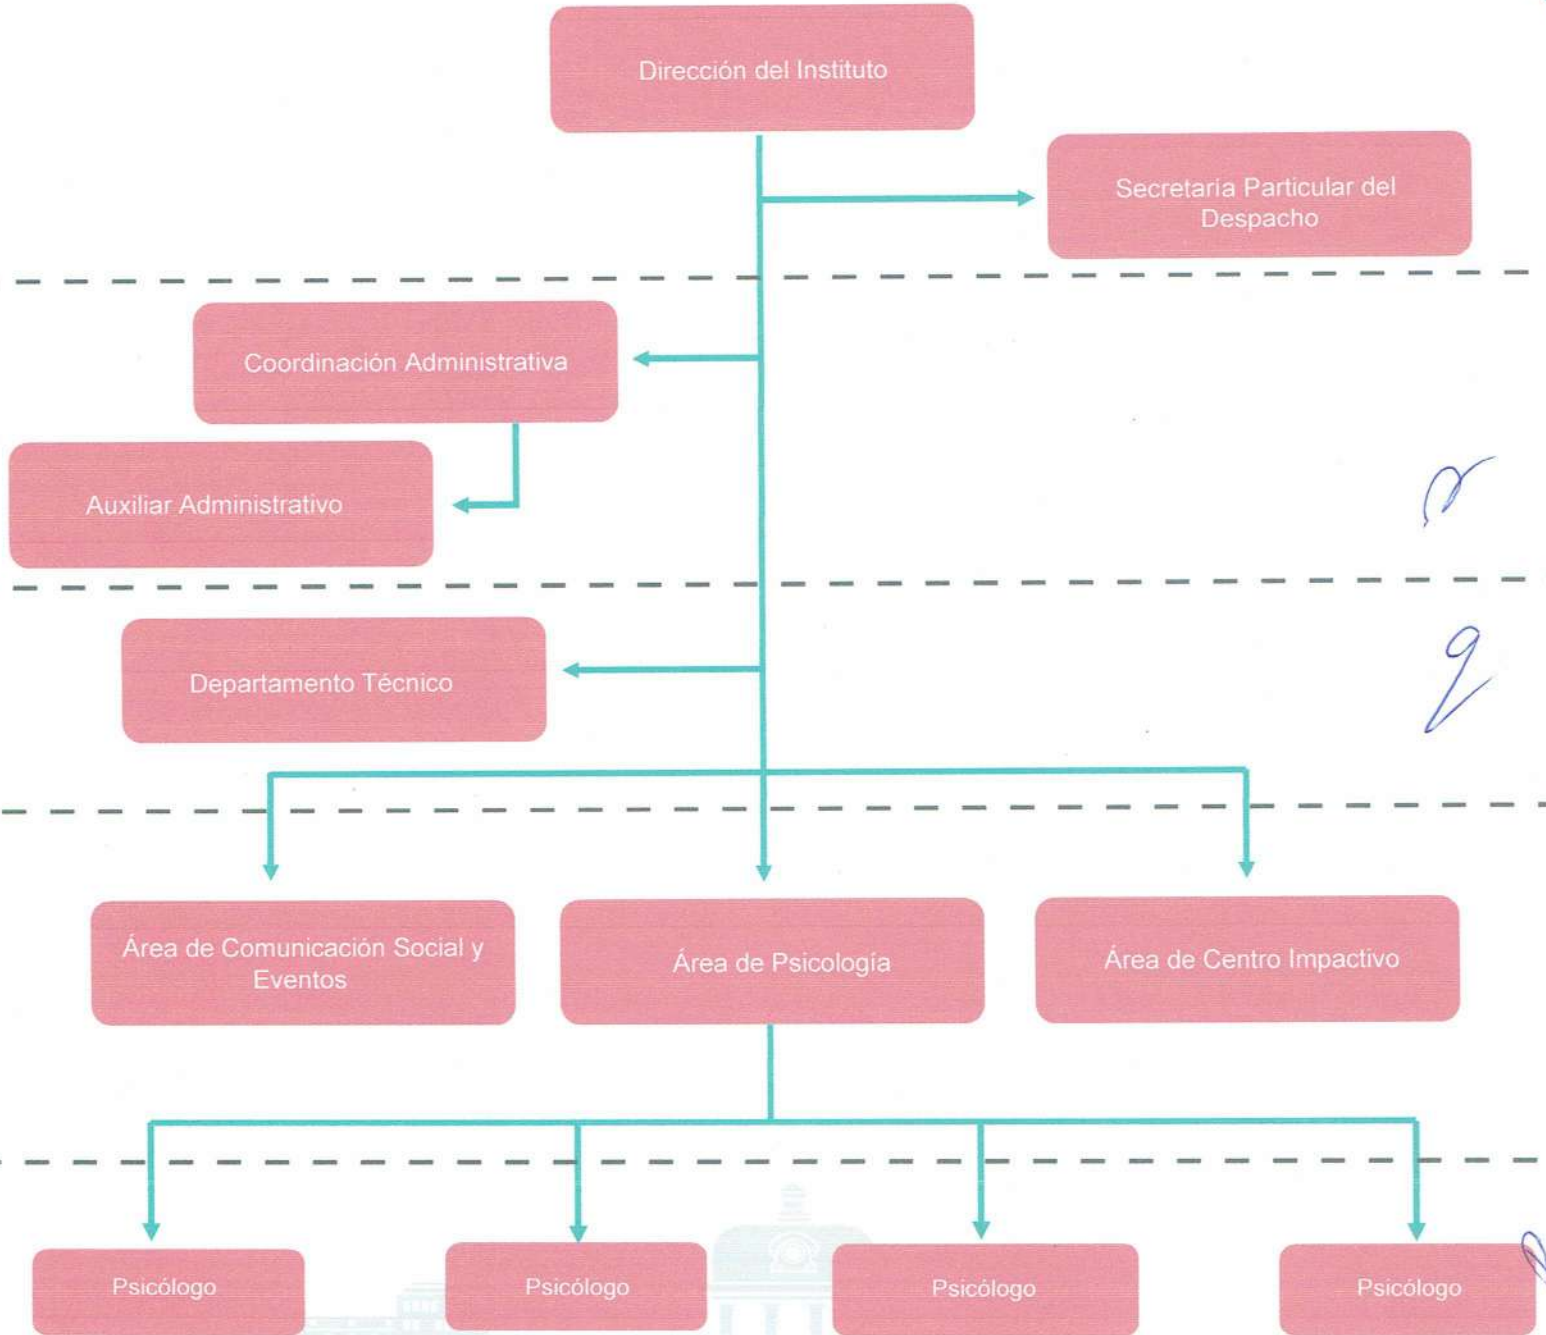 Dirección del Instituto
Secretaría Particular del
Despacho
Coordinación Administrativa
Auxiliar Administrativo
Departamento Técnico
Área de Comunicación Social y
Eventos
Área de Psicología
Área de Centro Impactivo
Psicólogo
Psicólogo
Psicólogo
Psicólogo